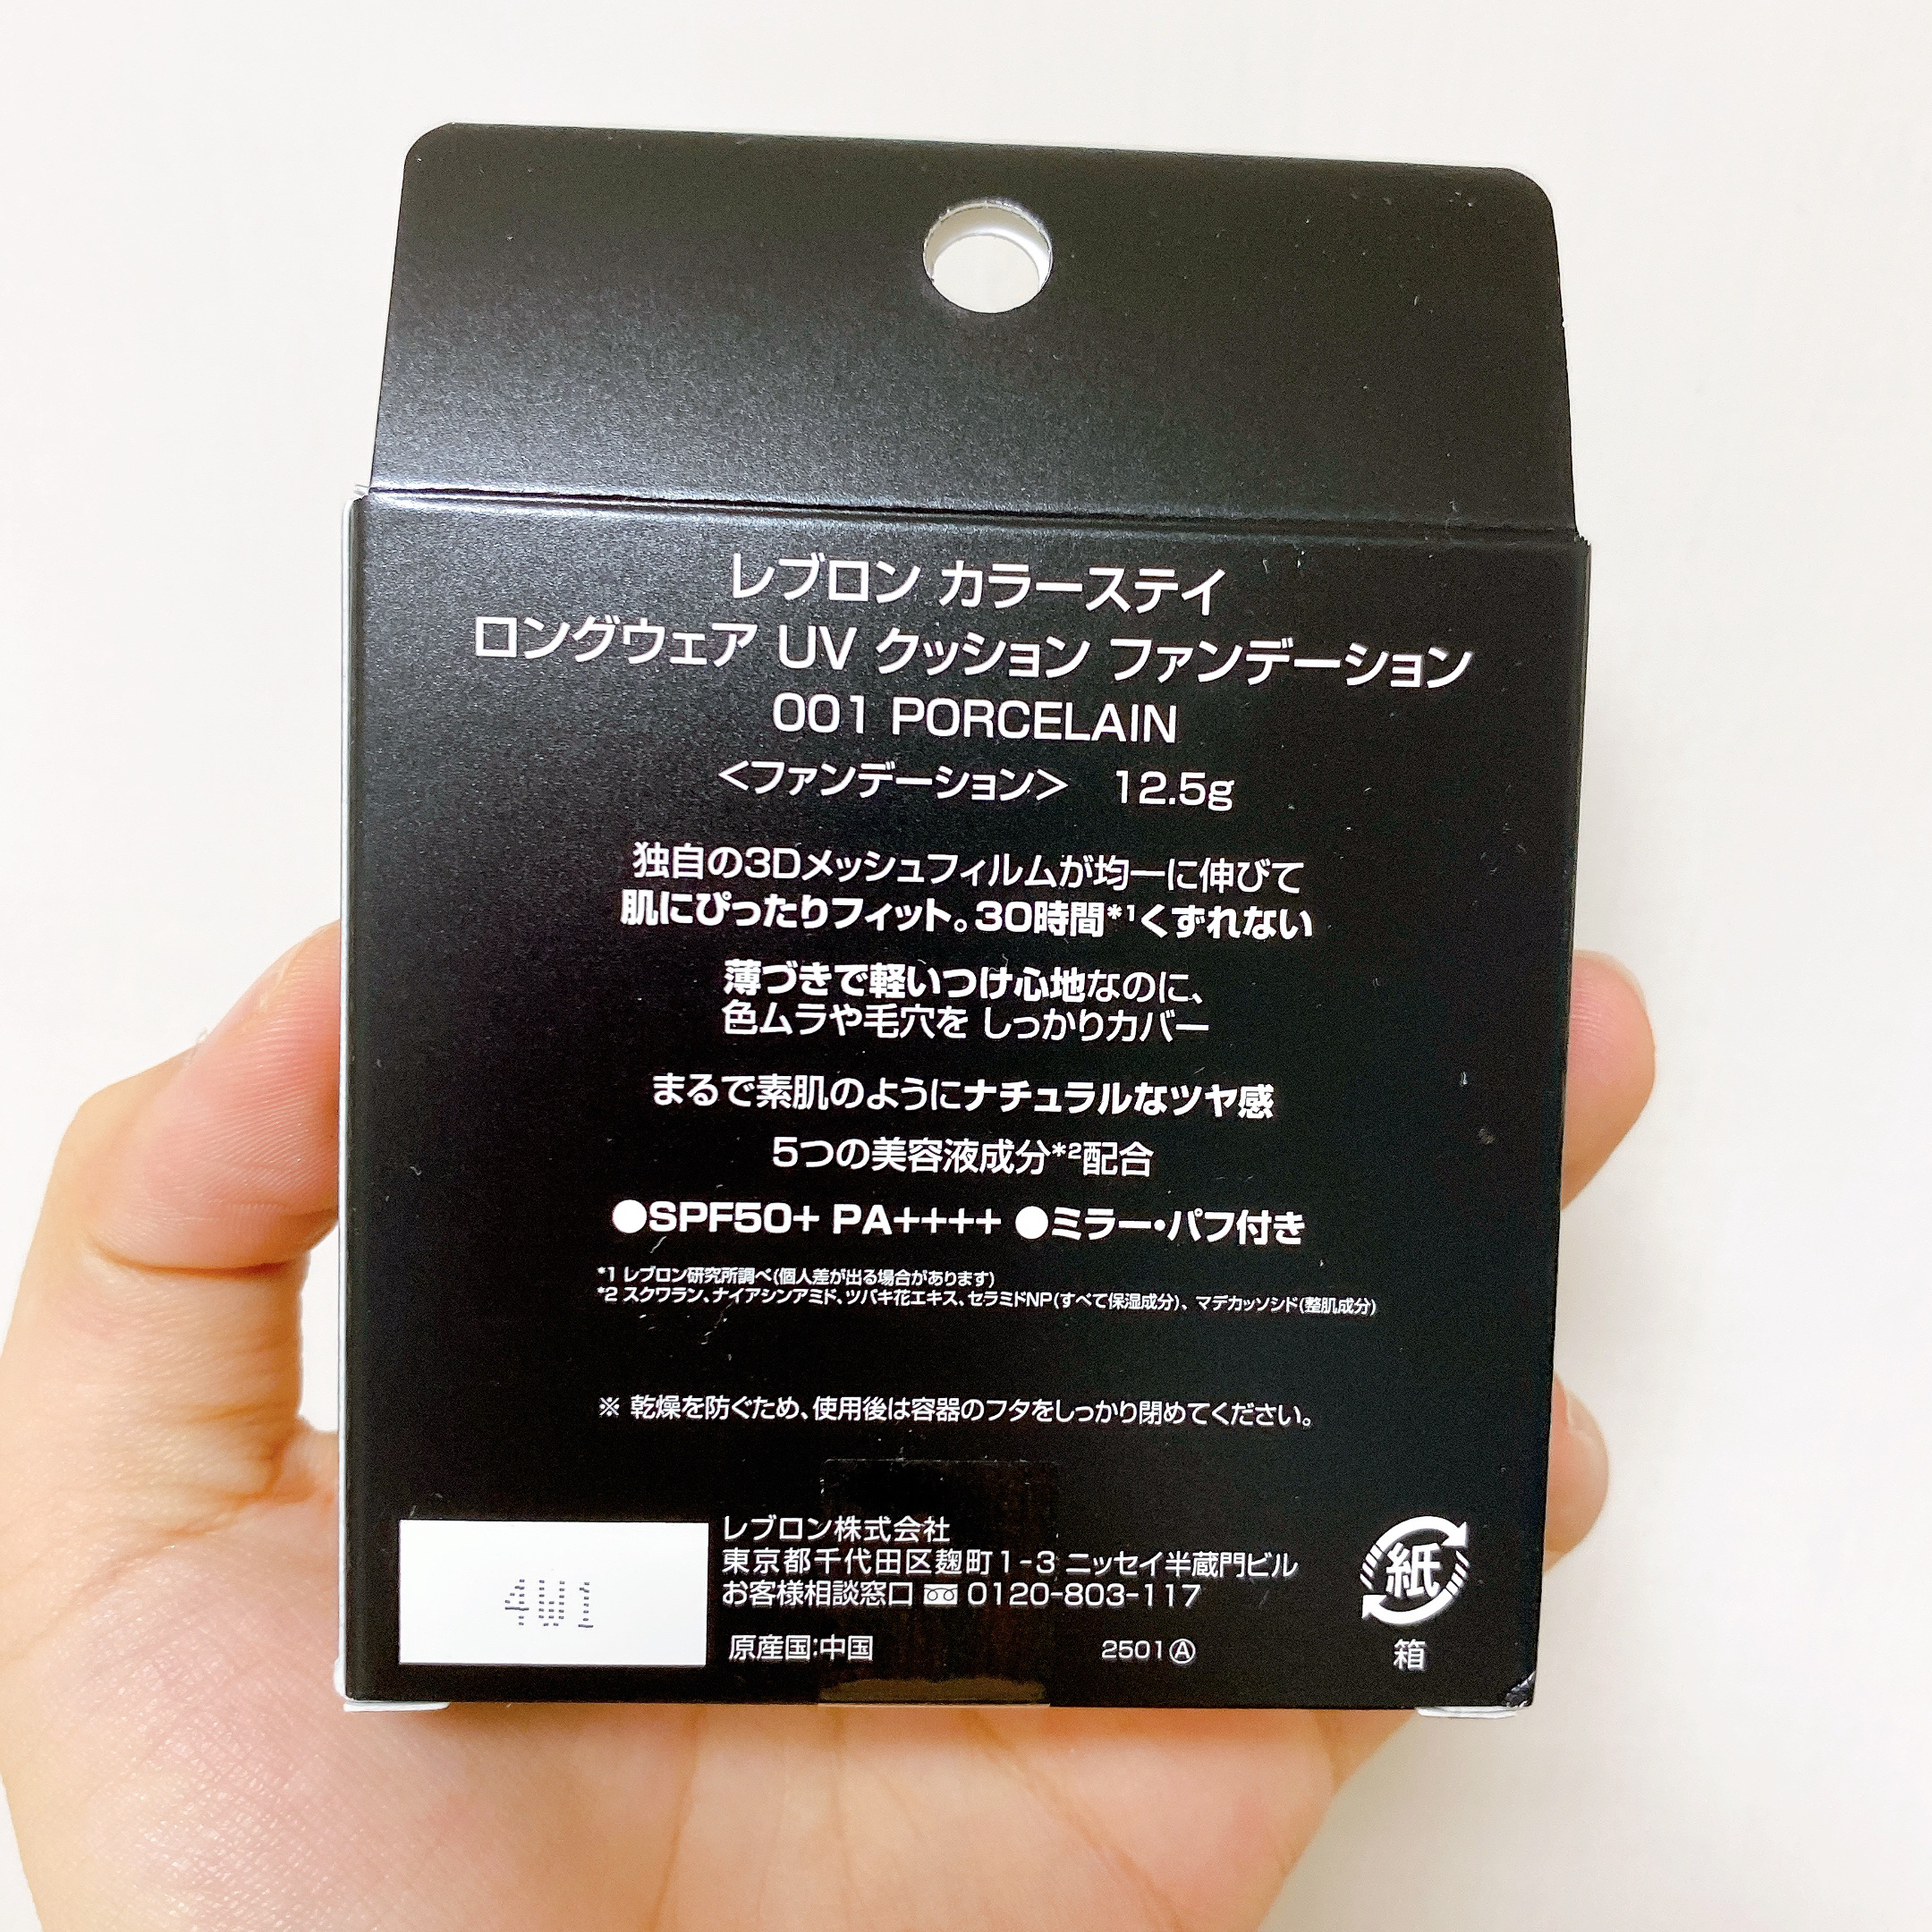 レブロン カラーステイ
ロングウェア UV クッション ファンデーション
001 PORCELAIN
<ファンデーション> 12.5g
独自の3Dメッシュフィルムが均一に伸びて
肌にぴったりフィット。30時間*1くずれない
薄づきで軽いつけ心地なのに、
色ムラや毛穴を しっかりカバー
まるで素肌のようにナチュラルなツヤ感
5つの美容液成分*2配合
●SPF50+ PA++++ ●ミラー・パフ付き
*1 レブロン研究所調べ(個人差が出る場合があります)
*2 スクワラン、ナイアシンアミド、ツバキ花エキス、セラミドNP(すべて保湿成分)、マデカッソシド(整肌成分)
※ 乾燥を防ぐため、使用後は容器のフタをしっかり閉めてください。
レブロン株式会社
東京都千代田区麹町1-3 ニッセイ半蔵門ビル
お客様相談窓口 0120-803-117
原産国:中国 2501Ⓐ
4W1
紙
箱